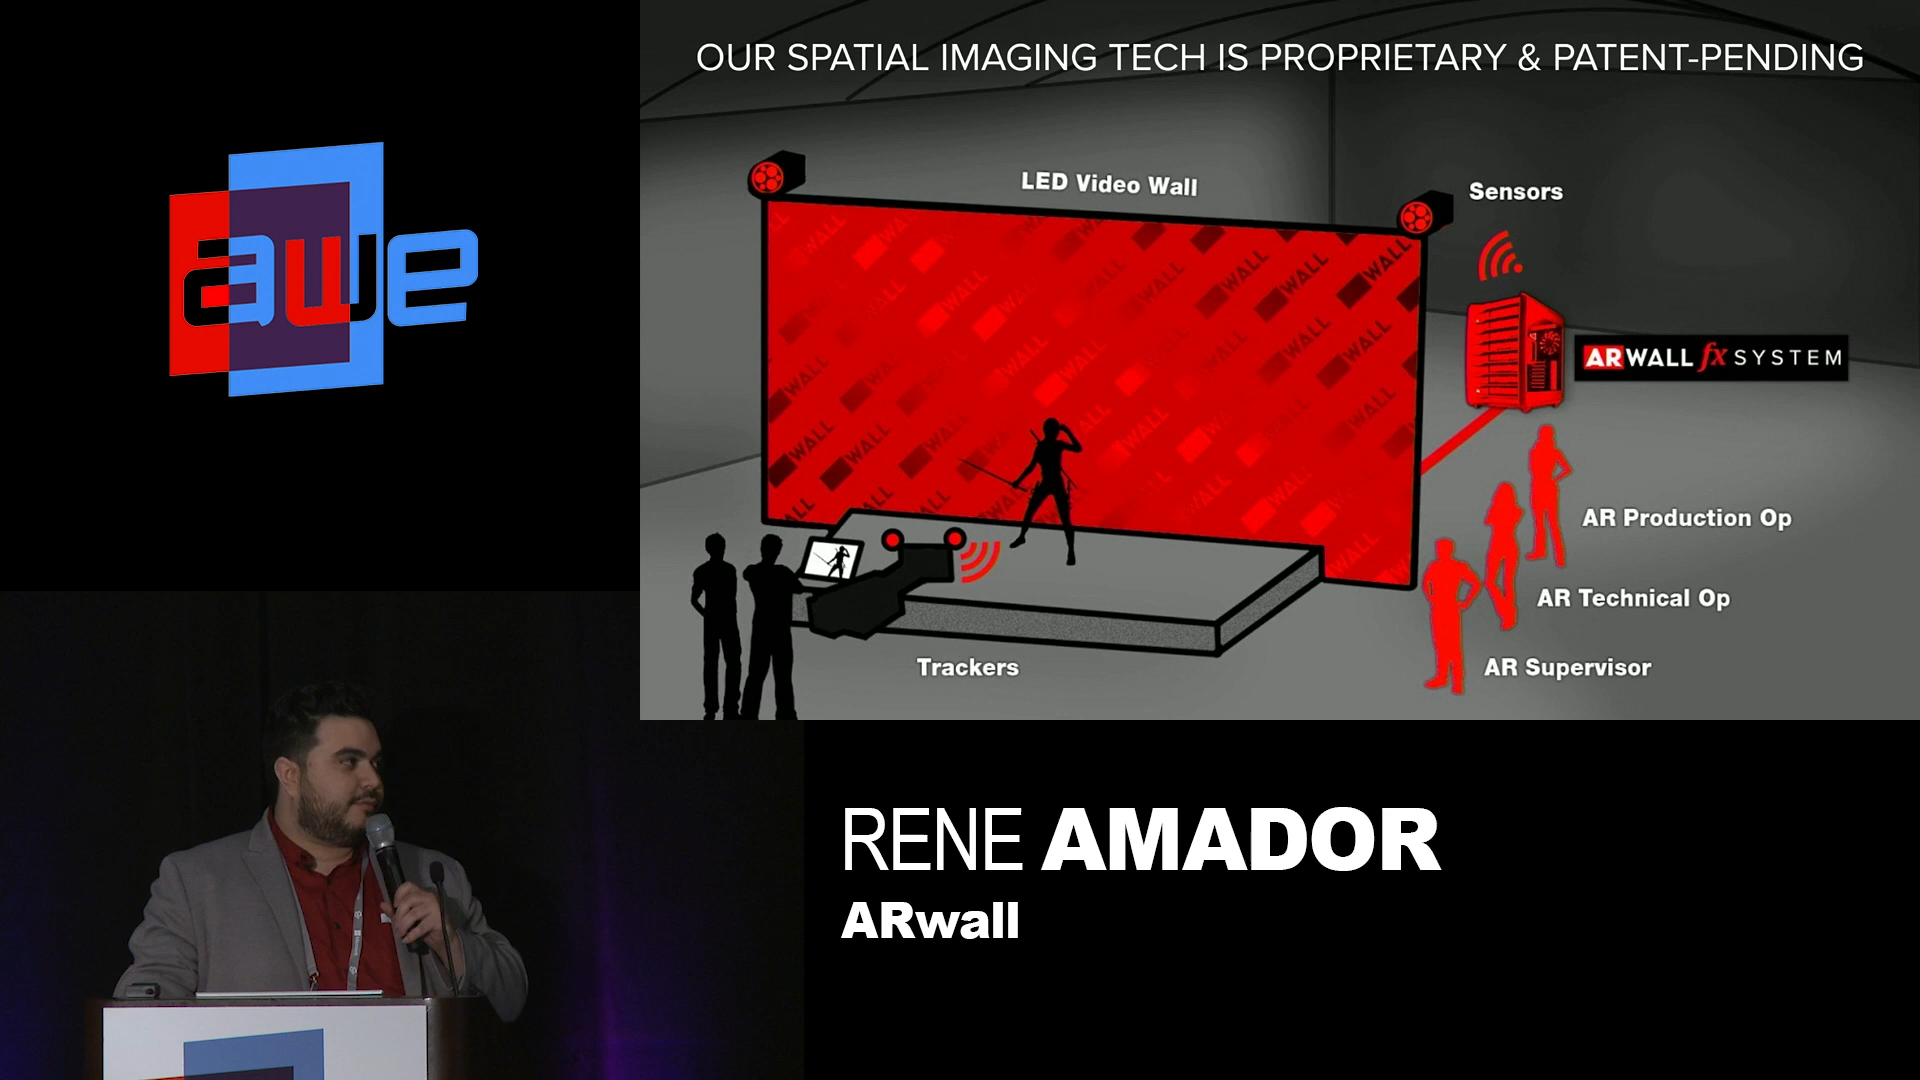 awe
OUR SPATIAL IMAGING TECH IS PROPRIETARY & PATENT-PENDING
LED Video Wall
Sensors
ARWALL fx SYSTEM
AR Production Op
AR Technical Op
AR Supervisor
Trackers
RENE AMADOR
ARwall